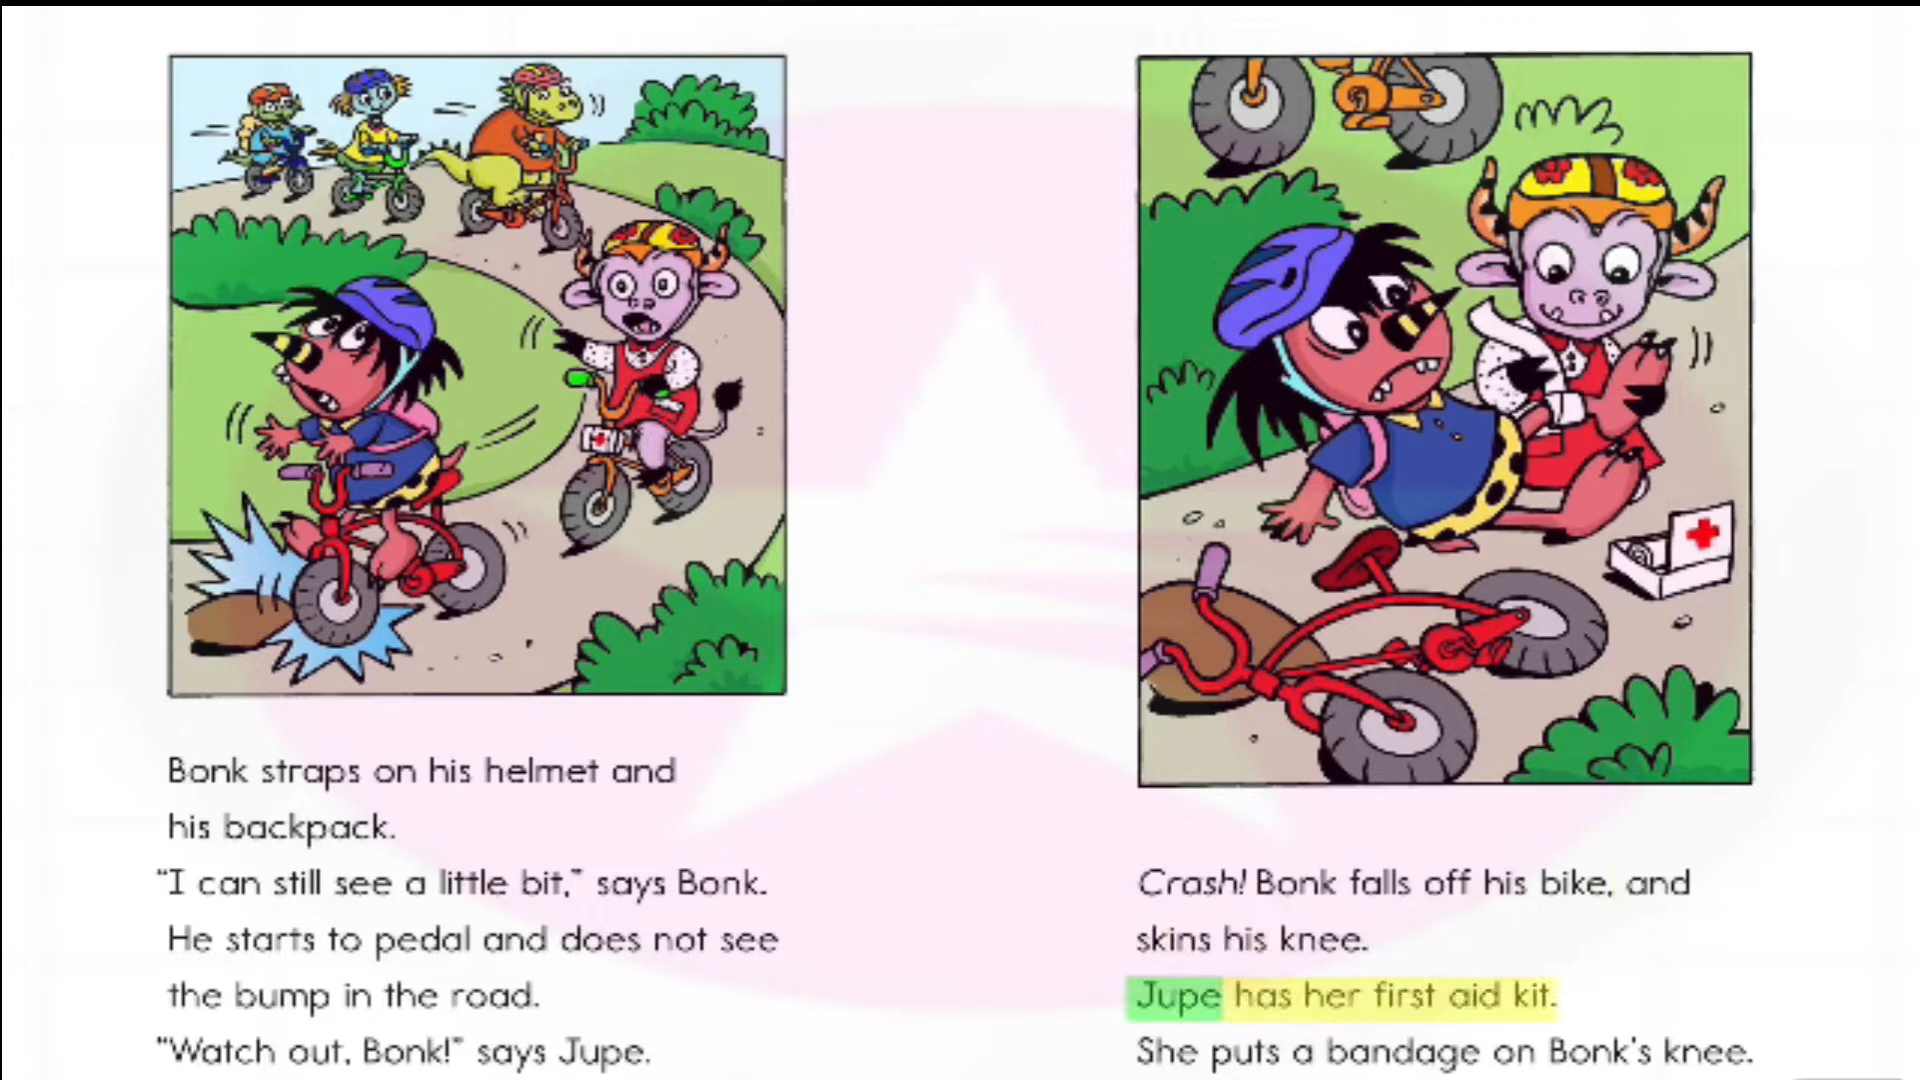 Bonk straps on his helmet and
his backpack.
“I can still see a little bit,” says Bonk.
He starts to pedal and does not see
the bump in the road.
“Watch out, Bonk!” says Jupe.
Crash! Bonk falls off his bike, and
skins his knee.
Jupe has her first aid kit.
She puts a bandage on Bonk’s knee.